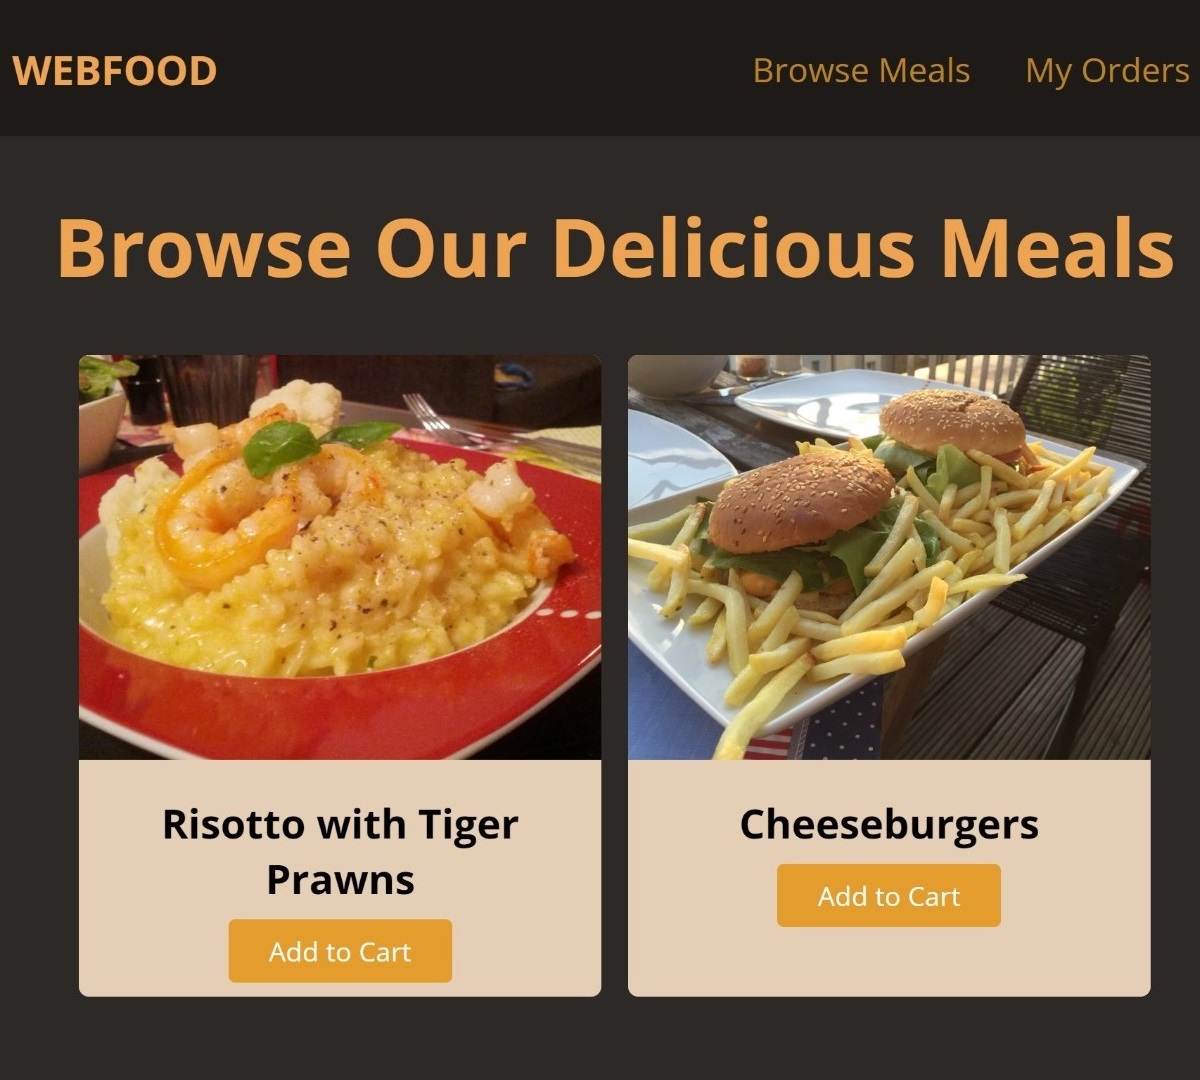 WEBFOOD
Browse Meals
My Orders
Browse Our Delicious Meals
Risotto with Tiger
Prawns
Add to Cart
Cheeseburgers
Add to Cart